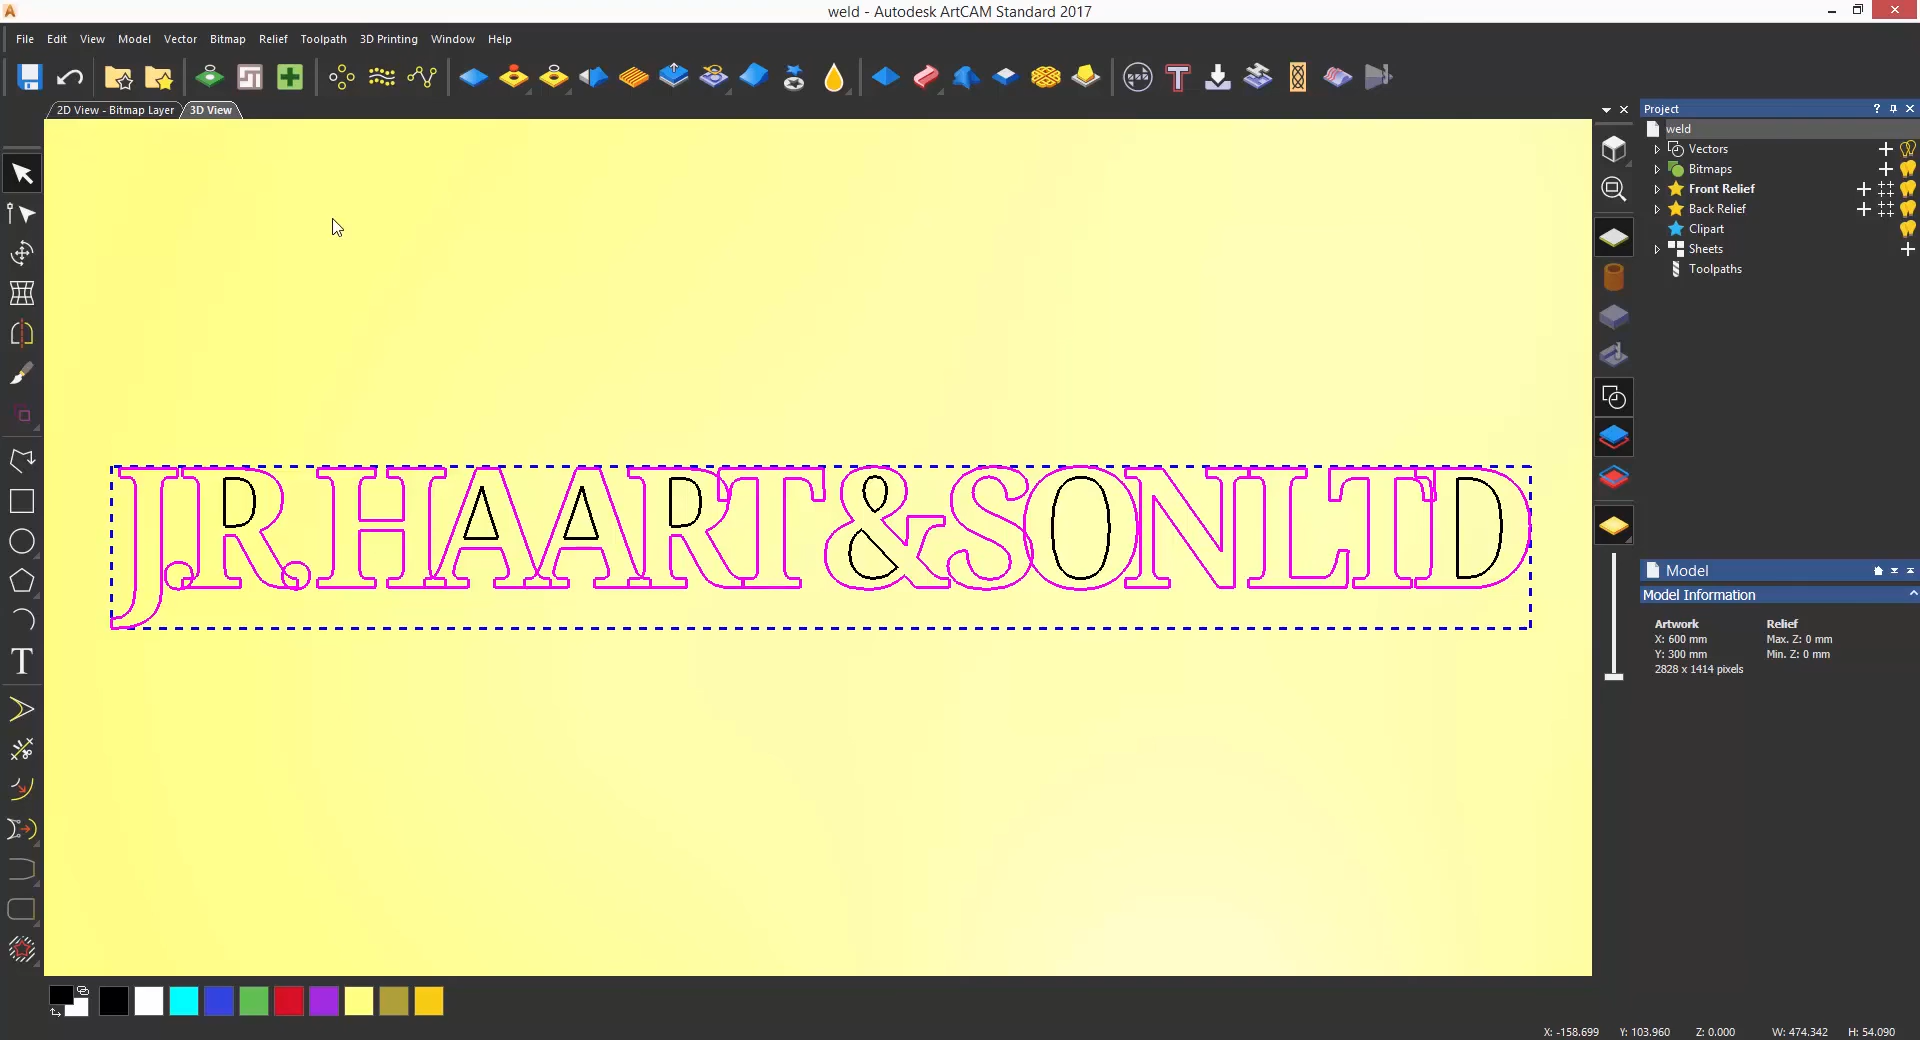 weld - Autodesk ArtCAM Standard 2017
File Edit View Model Vector Bitmap Relief Toolpath 3D Printing Window Help
2D View - Bitmap Layer 3D View
Project
weld
Vectors
Bitmaps
Front Relief
Back Relief
Clipart
Sheets
Toolpaths
J.R.HAART&SONLTD
Model
Model Information
Artwork Relief
X: 600 mm Max. Z: 0 mm
Y: 300 mm Min. Z: 0 mm
2828 x 1414 pixels
X: -158.699 Y: 103.960 Z: 0.000 W: 474.342 H: 54.090